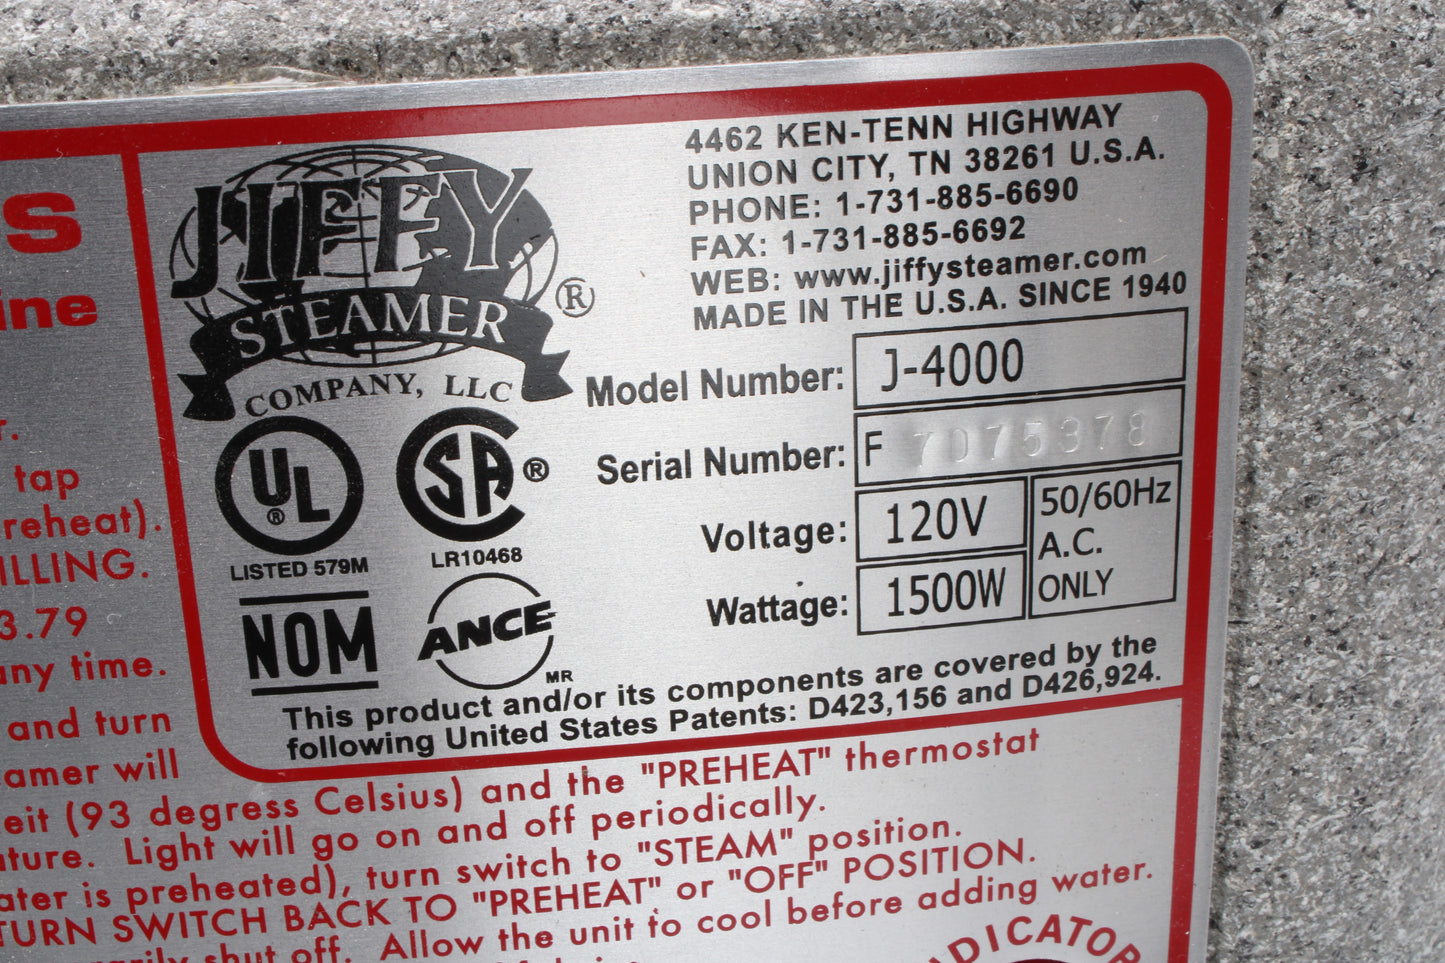 JIFFY
STEAMER
®
COMPANY, LLC
4462 KEN-TENN HIGHWAY
UNION CITY, TN 38261 U.S.A.
PHONE: 1-731-885-6690
FAX: 1-731-885-6692
WEB: www.jiffysteamer.com
MADE IN THE U.S.A. SINCE 1940
Model Number: J-4000
Serial Number: F 7075378
Voltage: 120V 50/60Hz
A.C.
ONLY
Wattage: 1500W
UL ®
LISTED 579M
SA ®
LR10468
NOM
ANCE
MR
This product and/or its components are covered by the
following United States Patents: D423,156 and D426,924.
s
ine
r.
tap
reheat).
ILLING.
3.79
any time.
and turn
eamer will
eit (93 degress Celsius) and the "PREHEAT" thermostat
ature. Light will go on and off periodically.
ater is preheated), turn switch to "STEAM" position.
TURN SWITCH BACK TO "PREHEAT" or "OFF" POSITION.
arily shut off. Allow the unit to cool before adding water.
DICATOR